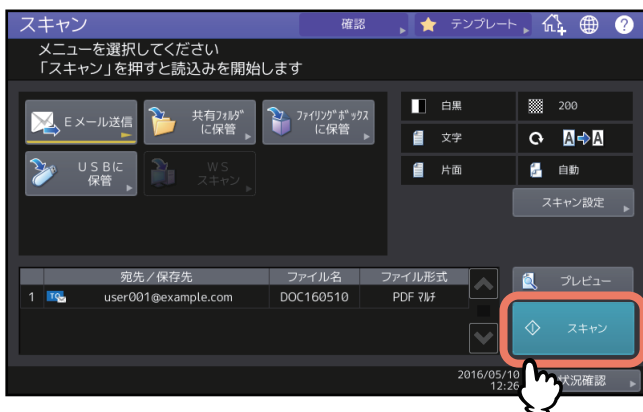 スキャン
確認
テンプレート
?
メニューを選択してください
「スキャン」を押すと読込みを開始します
Eメール送信
共有ﾌｫﾙﾀﾞ
に保管
ﾌｧｲﾘﾝｸﾞﾎﾞｯｸｽ
に保管
USBに
保管
WS
スキャン
白黒
200
文字
A A
片面
自動
スキャン設定
宛先／保存先
ファイル名
ファイル形式
1 TO user001@example.com DOC160510 PDF ﾏﾙﾁ
プレビュー
スキャン
2016/05/10
12:26
状況確認